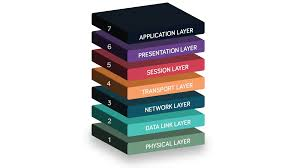 7 APPLICATION LAYER
6 PRESENTATION LAYER
5 SESSION LAYER
4 TRANSPORT LAYER
3 NETWORK LAYER
2 DATA LINK LAYER
1 PHYSICAL LAYER